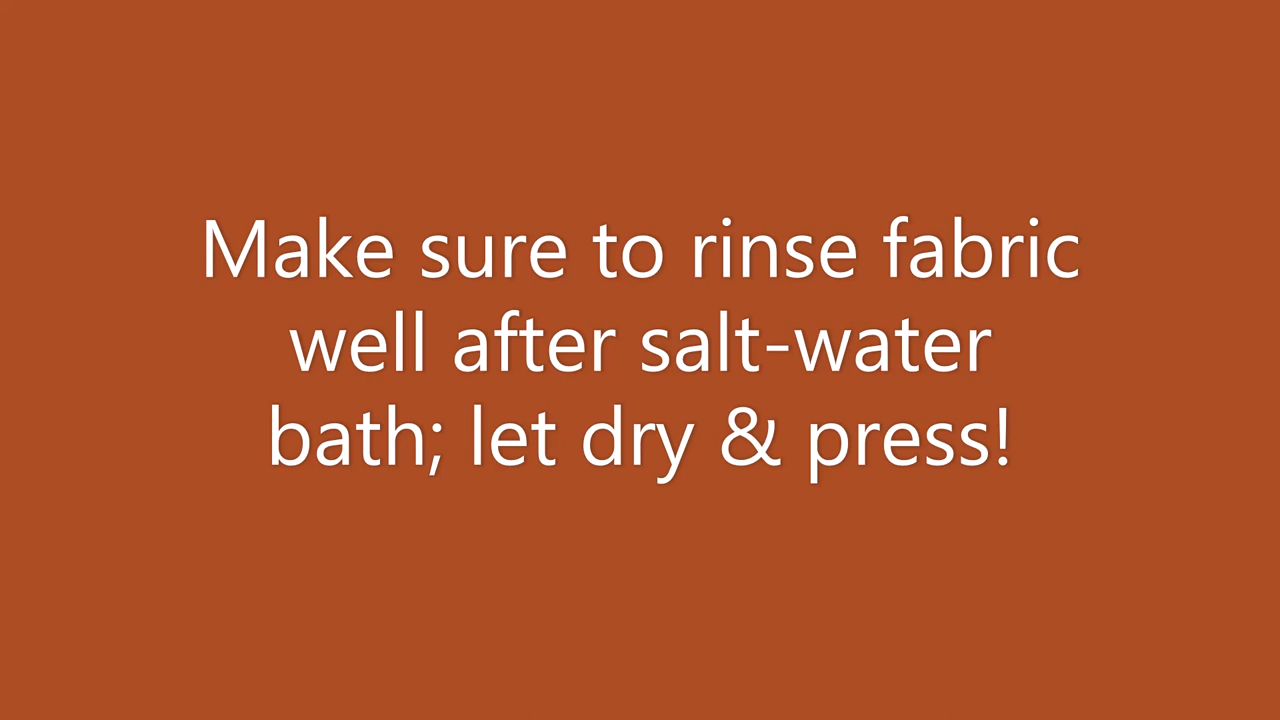 Make sure to rinse fabric
well after salt-water
bath; let dry & press!